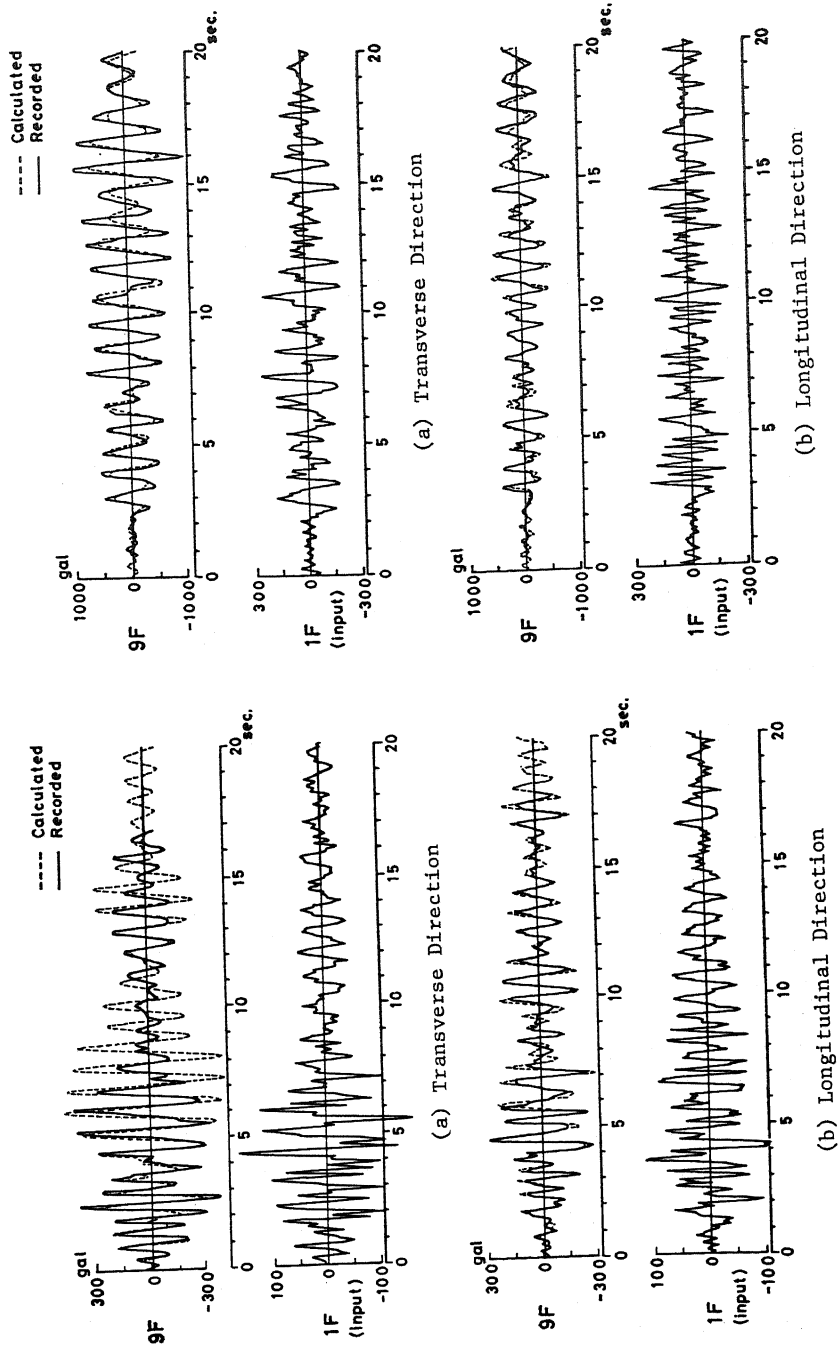 ---- Calculated
—— Recorded
gal
300
0
-300
9F
0
5
10
15
20
sec.
100
0
-100
1F
(input)
0
5
10
15
20
(a) Transverse Direction
300
0
-300
9F
0
5
10
15
20
sec.
100
0
-100
1F
(input)
0
5
10
15
20
(b) Longitudinal Direction
---- Calculated
—— Recorded
gal
1000
0
-1000
9F
0
5
10
15
20
sec.
300
0
-300
1F
(input)
0
5
10
15
20
(a) Transverse Direction
gal
1000
0
-1000
9F
0
5
10
15
20
300
0
-300
1F
(input)
0
5
10
15
20
(b) Longitudinal Direction